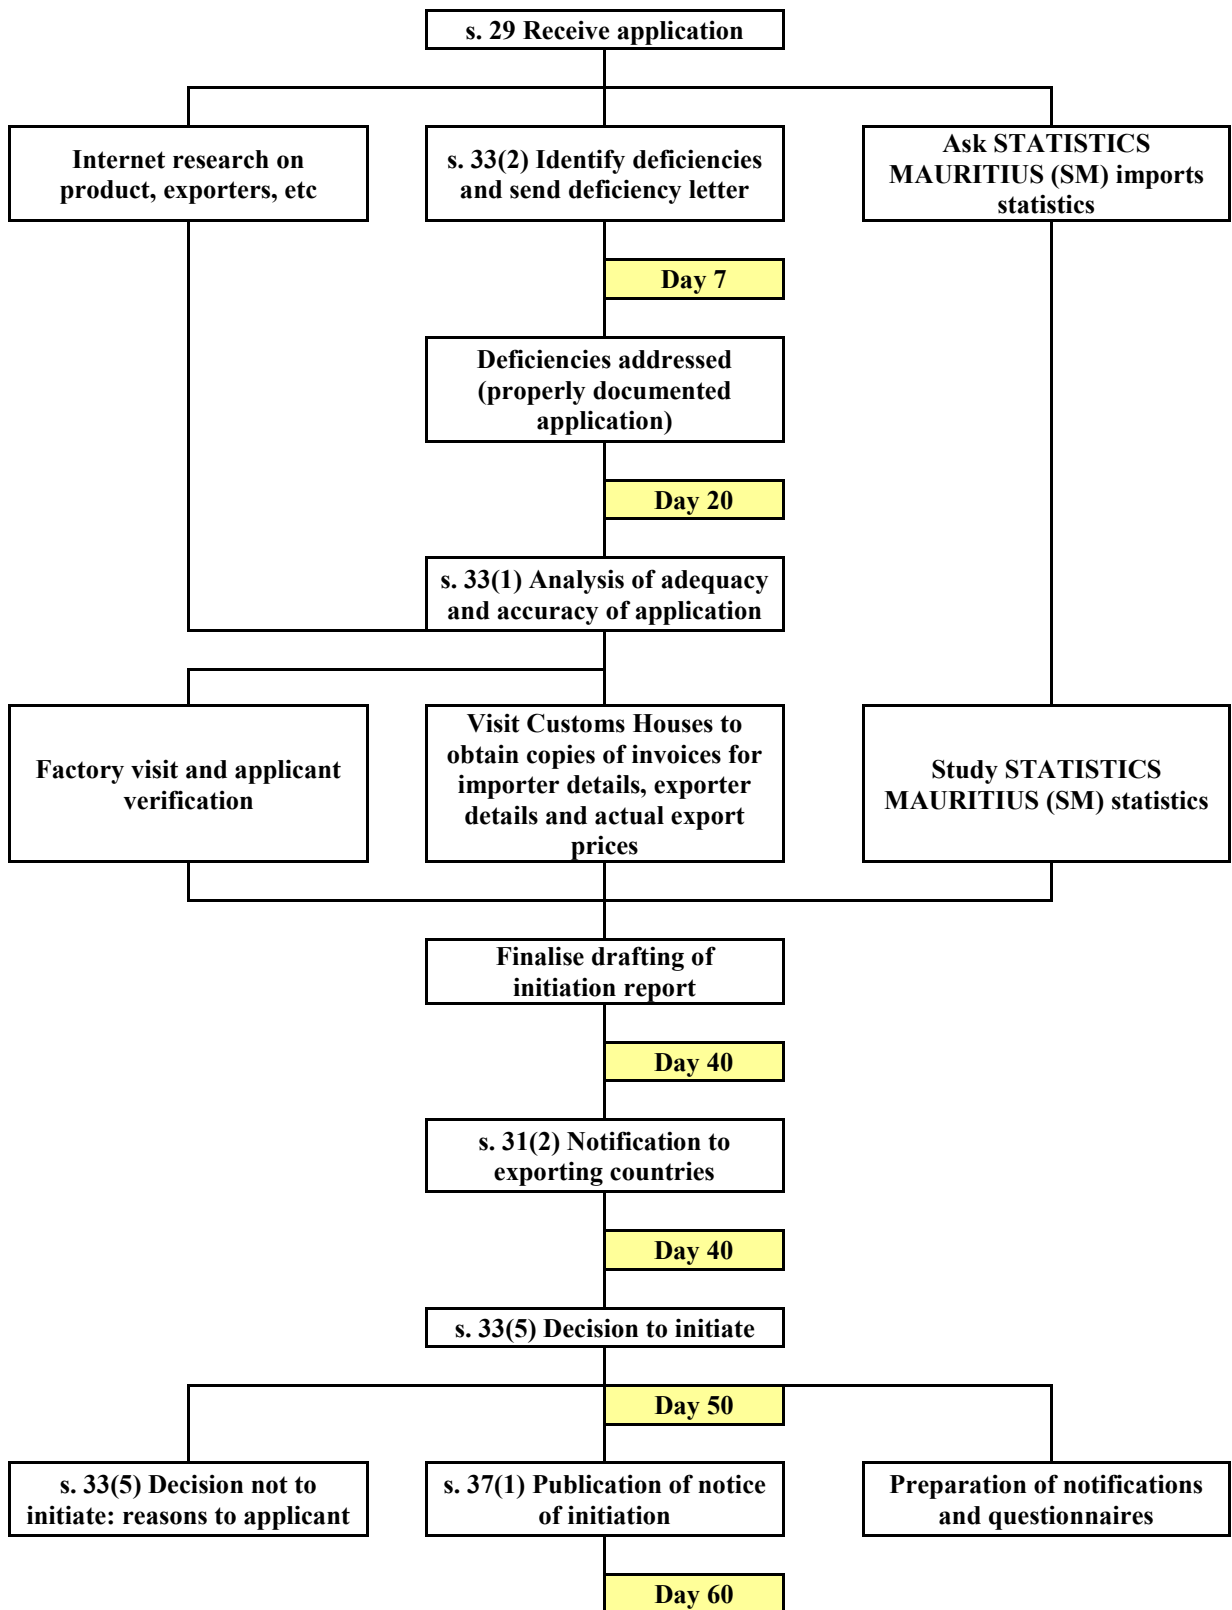 s. 29 Receive application
Internet research on
product, exporters, etc
s. 33(2) Identify deficiencies
and send deficiency letter
Ask STATISTICS
MAURITIUS (SM) imports
statistics
Day 7
Deficiencies addressed
(properly documented
application)
Day 20
s. 33(1) Analysis of adequacy
and accuracy of application
Factory visit and applicant
verification
Visit Customs Houses to
obtain copies of invoices for
importer details, exporter
details and actual export
prices
Study STATISTICS
MAURITIUS (SM) statistics
Finalise drafting of
initiation report
Day 40
s. 31(2) Notification to
exporting countries
Day 40
s. 33(5) Decision to initiate
Day 50
s. 33(5) Decision not to
initiate: reasons to applicant
s. 37(1) Publication of notice
of initiation
Preparation of notifications
and questionnaires
Day 60